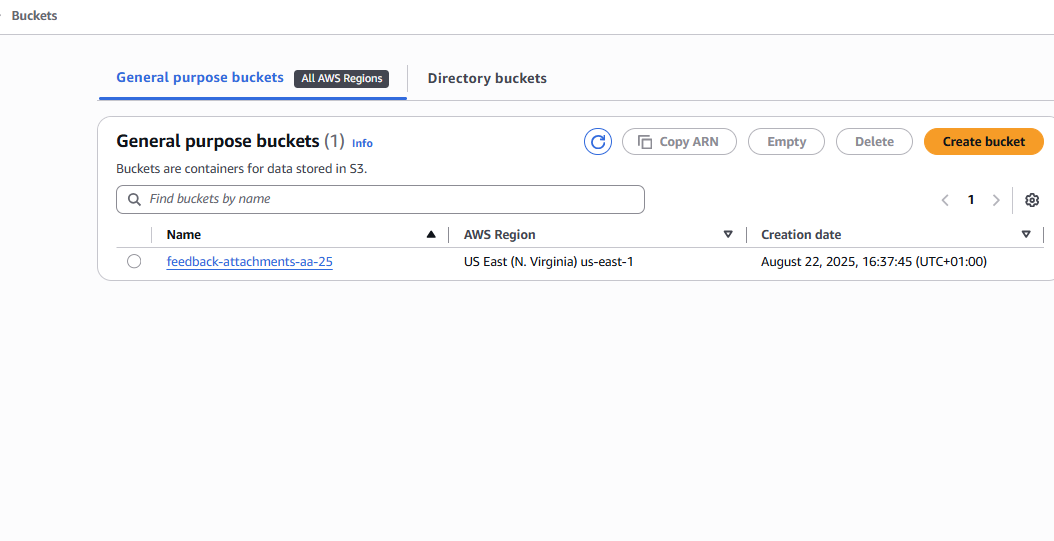 Buckets
General purpose buckets All AWS Regions Directory buckets
General purpose buckets (1) Info Copy ARN Empty Delete Create bucket
Buckets are containers for data stored in S3.
Find buckets by name 1
Name AWS Region Creation date
feedback-attachments-aa-25 US East (N. Virginia) us-east-1 August 22, 2025, 16:37:45 (UTC+01:00)